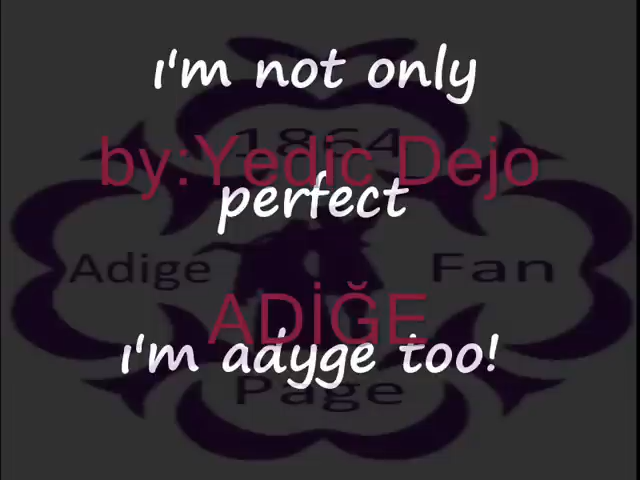 ı'm not only
1864
by:Yedic Dejo
perfect
Adige Fan
ADİĞE
ı'm adyge too!
Page